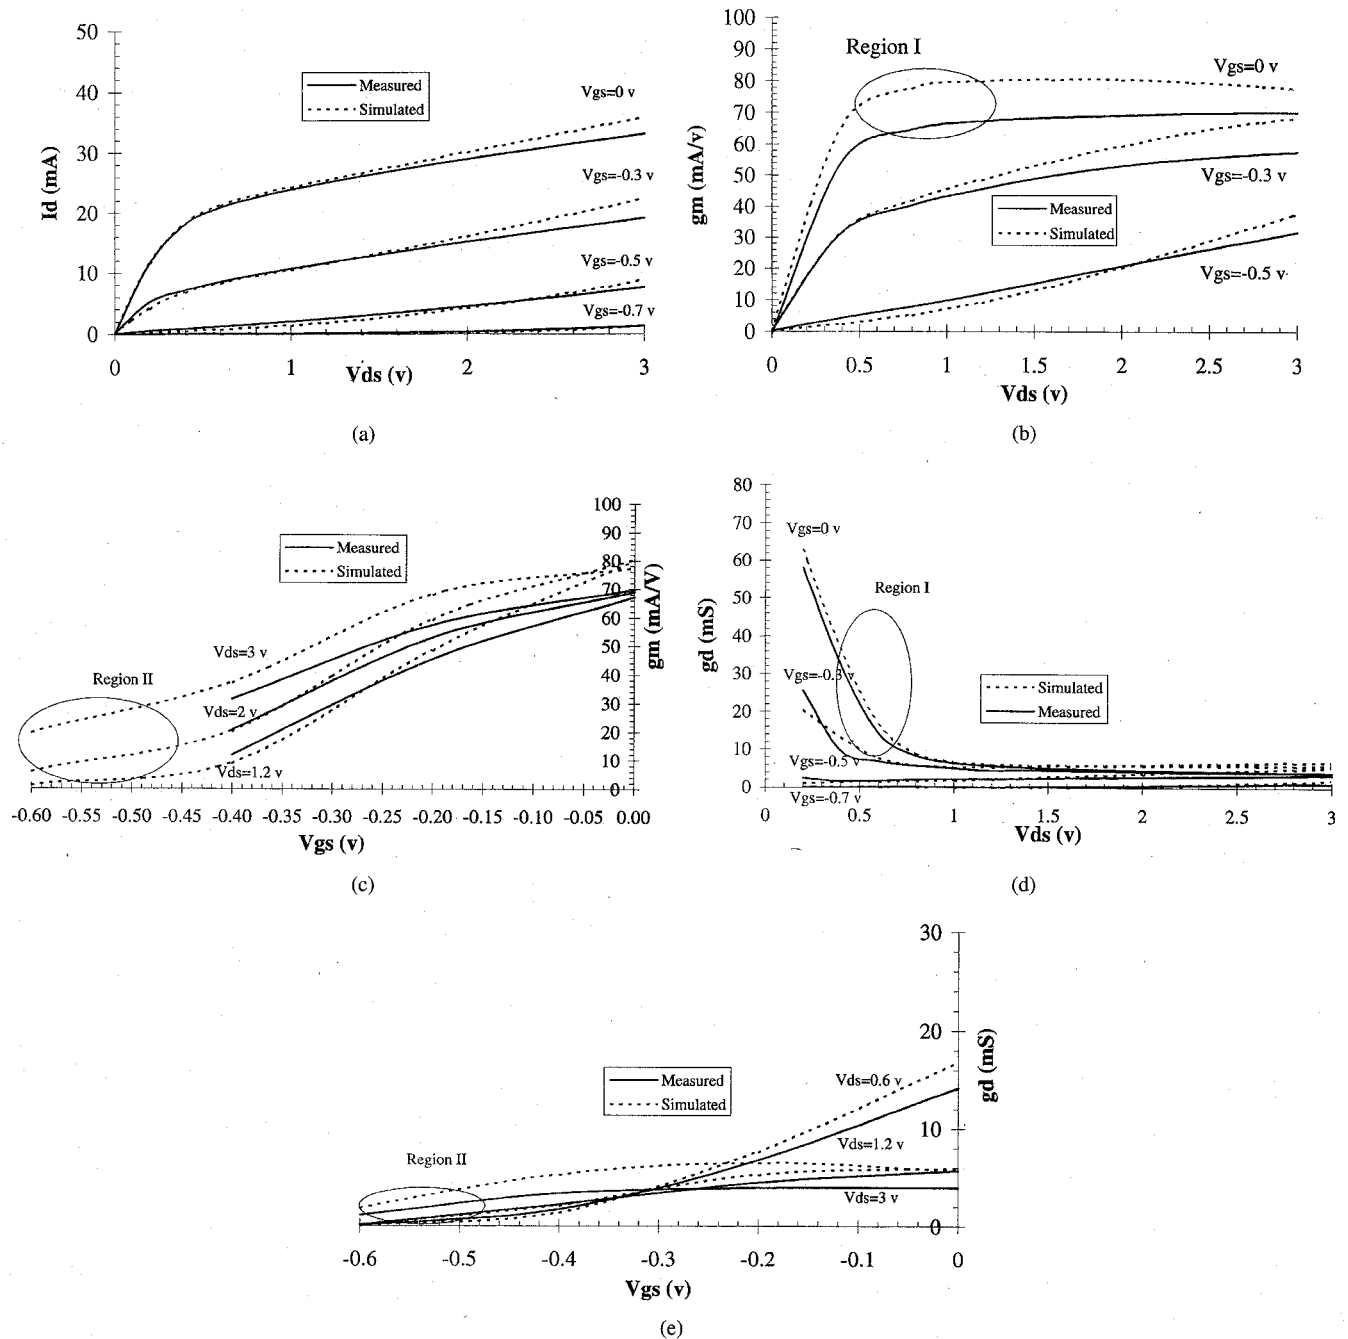 50
40
30
20
10
0
Id (mA)
Measured
Simulated
Vgs=0 v
Vgs=-0.3 v
Vgs=-0.5 v
Vgs=-0.7 v
0 1 2 3
Vds (v)
(a)
100
90
80
70
60
50
40
30
20
10
0
gm (mA/v)
Region I
Vgs=0 v
Vgs=-0.3 v
Measured
Simulated
Vgs=-0.5 v
0 0.5 1 1.5 2 2.5 3
Vds (v)
(b)
100
90
80
70
60
50
40
30
20
10
0
gm (mA/V)
Measured
Simulated
Vds=3 v
Region II
Vds=2 v
Vds=1.2 v
-0.60 -0.55 -0.50 -0.45 -0.40 -0.35 -0.30 -0.25 -0.20 -0.15 -0.10 -0.05 0.00
Vgs (v)
(c)
80
70
60
50
40
30
20
10
0
gd (mS)
Vgs=0 v
Region I
Vgs=-0.3 v
Simulated
Measured
Vgs=-0.5 v
Vgs=-0.7 v
0 0.5 1 1.5 2 2.5 3
Vds (v)
(d)
30
20
10
0
gd (mS)
Measured
Simulated
Vds=0.6 v
Vds=1.2 v
Region II
Vds=3 v
-0.6 -0.5 -0.4 -0.3 -0.2 -0.1 0
Vgs (v)
(e)